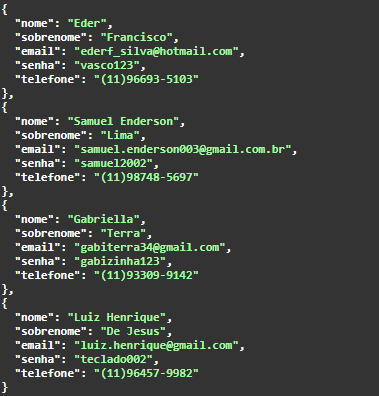 {
"nome": "Eder",
"sobrenome": "Francisco",
"email": "ederf_silva@hotmail.com",
"senha": "vasco123",
"telefone": "(11)96693-5103"
},
{
"nome": "Samuel Enderson",
"sobrenome": "Lima",
"email": "samuel.enderson003@gmail.com.br",
"senha": "samuel2002",
"telefone": "(11)98748-5697"
},
{
"nome": "Gabriella",
"sobrenome": "Terra",
"email": "gabiterra34@gmail.com",
"senha": "gabizinha123",
"telefone": "(11)93309-9142"
},
{
"nome": "Luiz Henrique",
"sobrenome": "De Jesus",
"email": "luiz.henrique@gmail.com",
"senha": "teclado002",
"telefone": "(11)96457-9982"
}